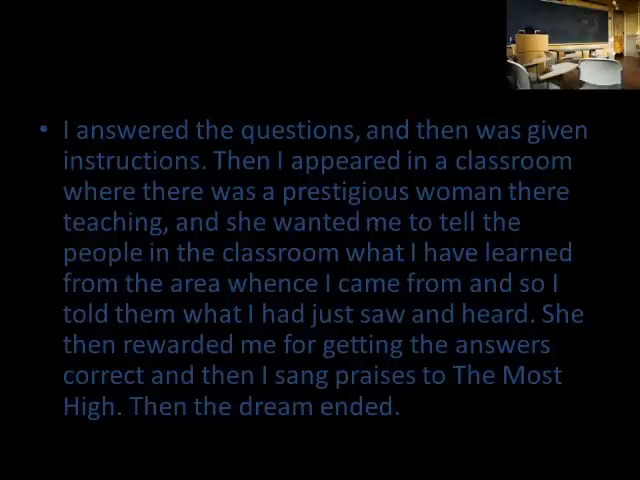 • I answered the questions, and then was given
instructions. Then I appeared in a classroom
where there was a prestigious woman there
teaching, and she wanted me to tell the
people in the classroom what I have learned
from the area whence I came from and so I
told them what I had just saw and heard. She
then rewarded me for getting the answers
correct and then I sang praises to The Most
High. Then the dream ended.